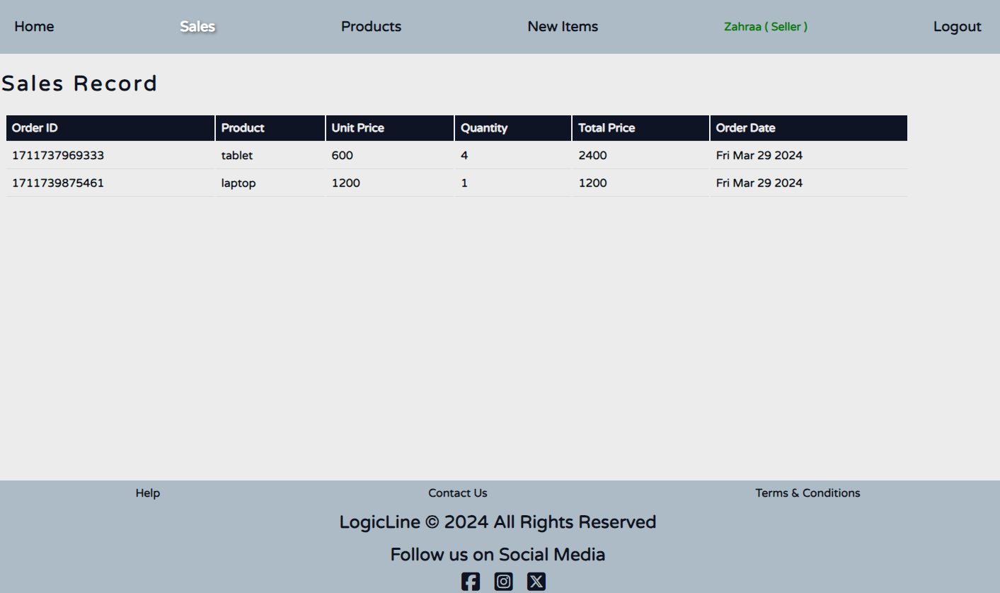 Home Sales Products New Items Zahraa ( Seller ) Logout
Sales Record
Order ID Product Unit Price Quantity Total Price Order Date
1711737969333 tablet 600 4 2400 Fri Mar 29 2024
1711739875461 laptop 1200 1 1200 Fri Mar 29 2024
Help Contact Us Terms & Conditions
LogicLine © 2024 All Rights Reserved
Follow us on Social Media